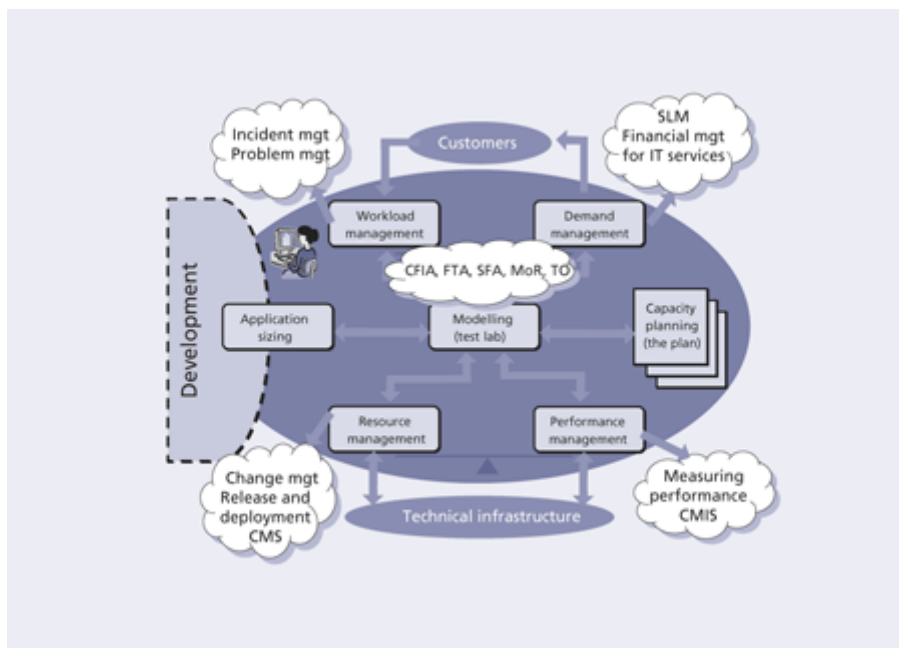 Incident mgt
Problem mgt
Customers
SLM
Financial mgt
for IT services
Workload
management
Demand
management
CFIA, FTA, SFA, MoR, TO
Development
Application
sizing
Modelling
(test lab)
Capacity
planning
(the plan)
Resource
management
Performance
management
Change mgt
Release and
deployment
CMS
Technical infrastructure
Measuring
performance
CMIS